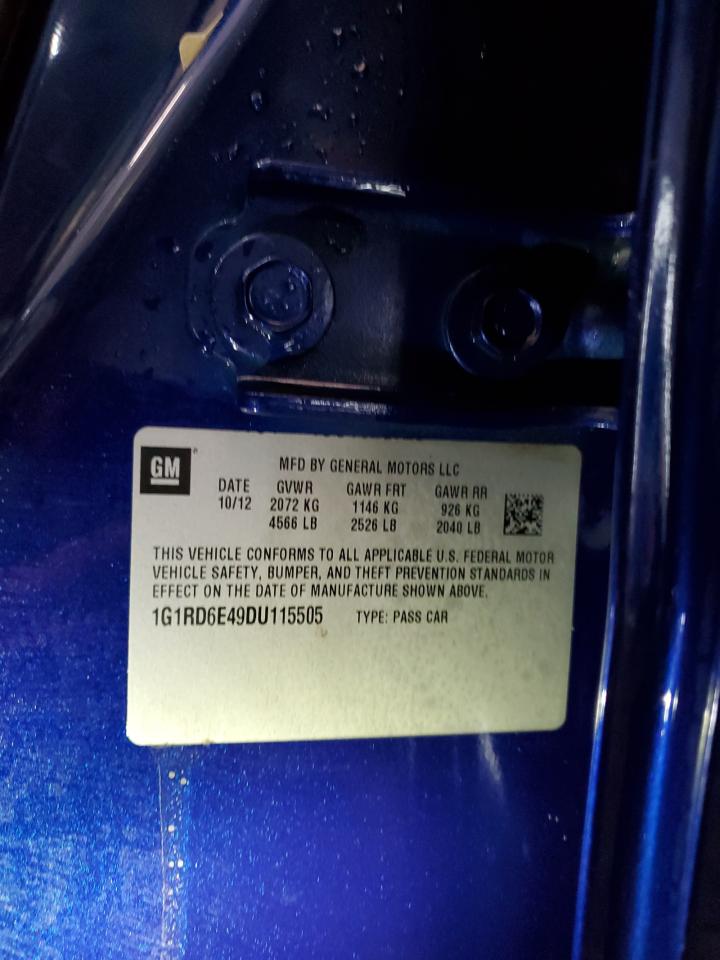 GM
MFD BY GENERAL MOTORS LLC
DATE GVWR GAWR FRT GAWR RR
10/12 2072 KG 1146 KG 926 KG
4566 LB 2526 LB 2040 LB
THIS VEHICLE CONFORMS TO ALL APPLICABLE U.S. FEDERAL MOTOR
VEHICLE SAFETY, BUMPER, AND THEFT PREVENTION STANDARDS IN
EFFECT ON THE DATE OF MANUFACTURE SHOWN ABOVE.
1G1RD6E49DU115505 TYPE: PASS CAR